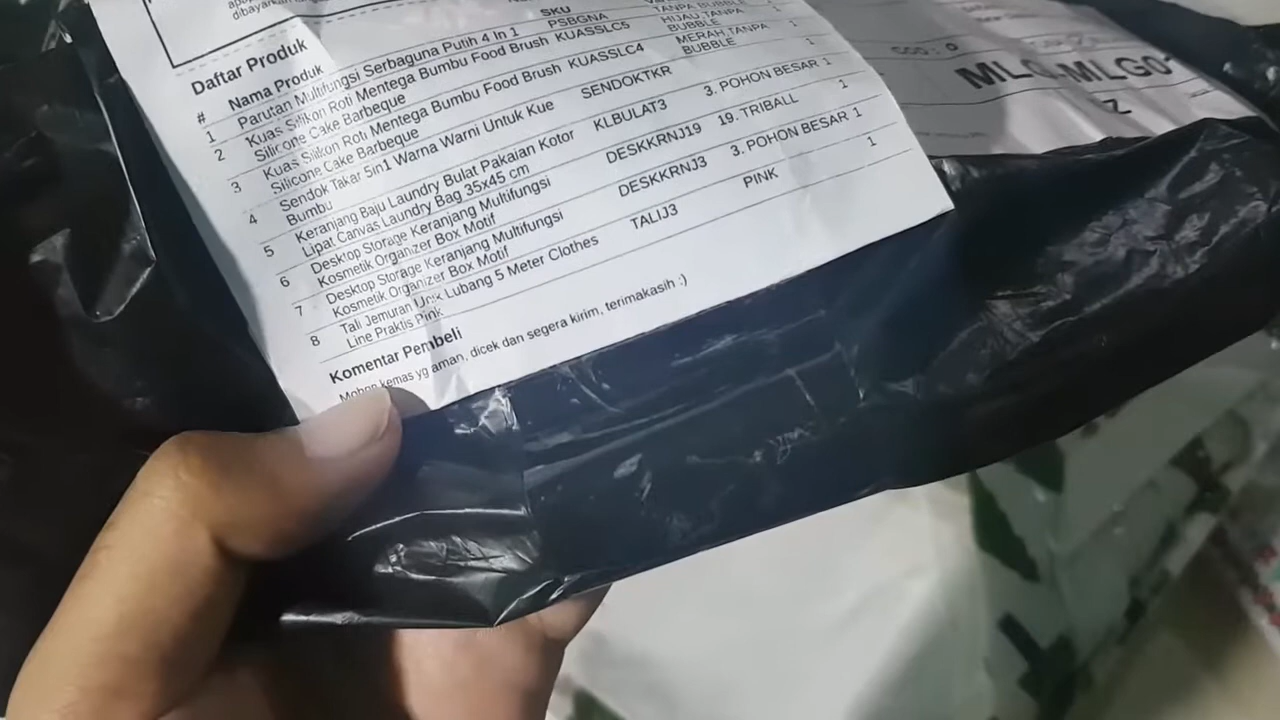 dibayarkan
Daftar Produk
# Nama Produk SKU
1 Parutan Multifungsi Serbaguna Putih 4 In 1 PSBGNA TANPA BUBBLE
2 Kuas Silikon Roti Mentega Bumbu Food Brush KUASSLC5 HIJAU TANPA 1
Silicone Cake Barbeque BUBBLE
3 Kuas Silikon Roti Mentega Bumbu Food Brush KUASSLC4 MERAH TANPA 1
Silicone Cake Barbeque BUBBLE
4 Sendok Takar 5in1 Warna Warni Untuk Kue SENDOKTKR 1
Bumbu
5 Keranjang Baju Laundry Bulat Pakaian Kotor KLBULAT3 3. POHON BESAR 1
Lipat Canvas Laundry Bag 35x45 cm
6 Desktop Storage Keranjang Multifungsi DESKKRNJ19 19. TRIBALL 1
Kosmetik Organizer Box Motif
7 Desktop Storage Keranjang Multifungsi DESKKRNJ3 3. POHON BESAR 1
Kosmetik Organizer Box Motif
8 Tali Jemuran Unik Lubang 5 Meter Clothes TALIJ3 PINK 1
Line Praktis Pink
Komentar Pembeli
Mohon kemas yg aman, dicek dan segera kirim, terimakasih :)
COD : 0
MLG0
Z